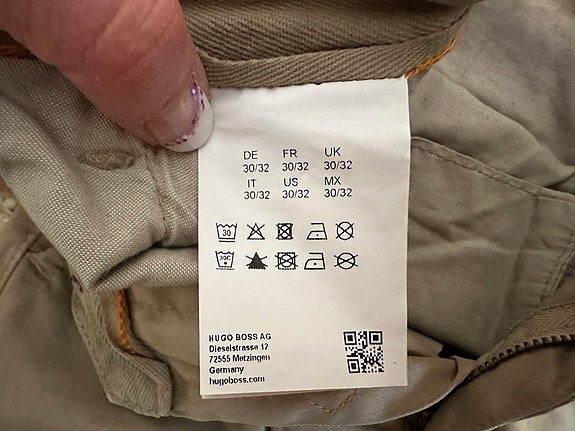 DE FR UK
30/32 30/32 30/32
IT US MX
30/32 30/32 30/32
30
30C
HUGO BOSS AG
Dieselstrasse 12
72555 Metzingen
Germany
hugoboss.com